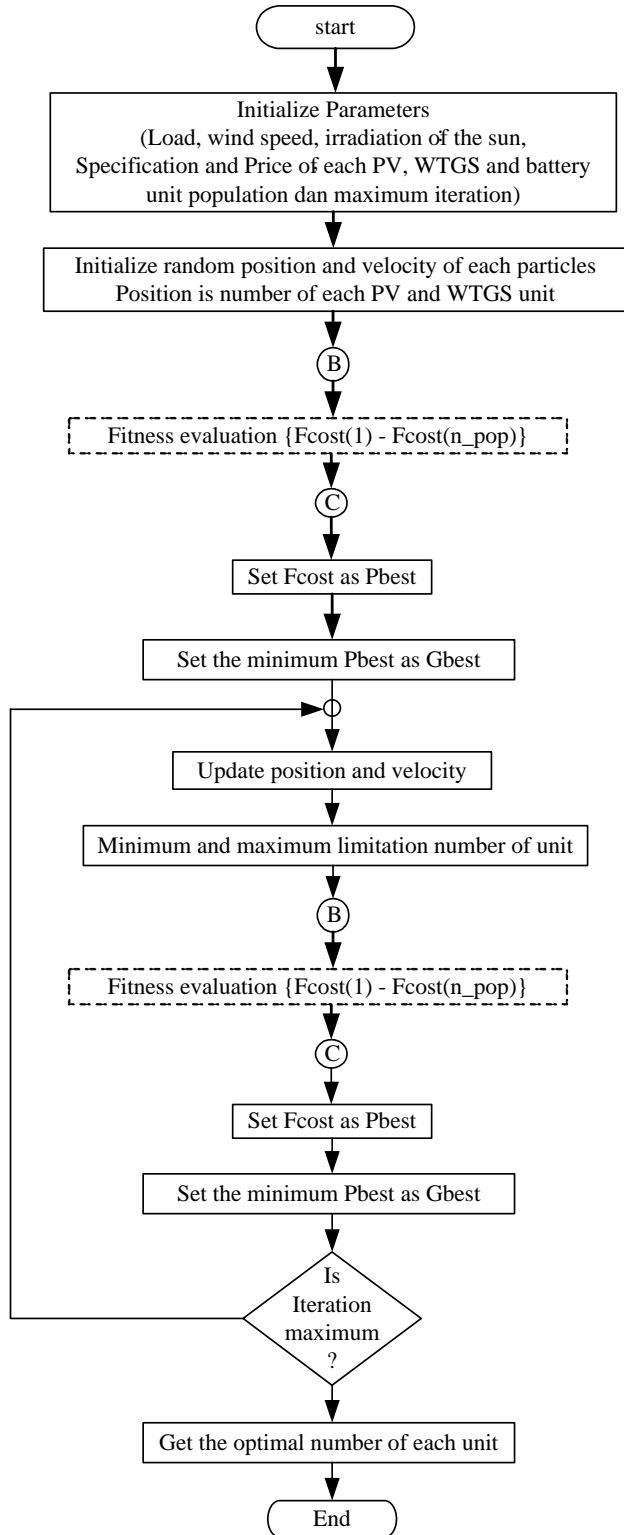 start
Initialize Parameters
(Load, wind speed, irradiation of the sun,
Specification and Price of each PV, WTGS and battery
unit population dan maximum iteration)
Initialize random position and velocity of each particles
Position is number of each PV and WTGS unit
B
Fitness evaluation {Fcost(1) - Fcost(n_pop)}
C
Set Fcost as Pbest
Set the minimum Pbest as Gbest
Update position and velocity
Minimum and maximum limitation number of unit
B
Fitness evaluation {Fcost(1) - Fcost(n_pop)}
C
Set Fcost as Pbest
Set the minimum Pbest as Gbest
Is
Iteration
maximum
?
Get the optimal number of each unit
End